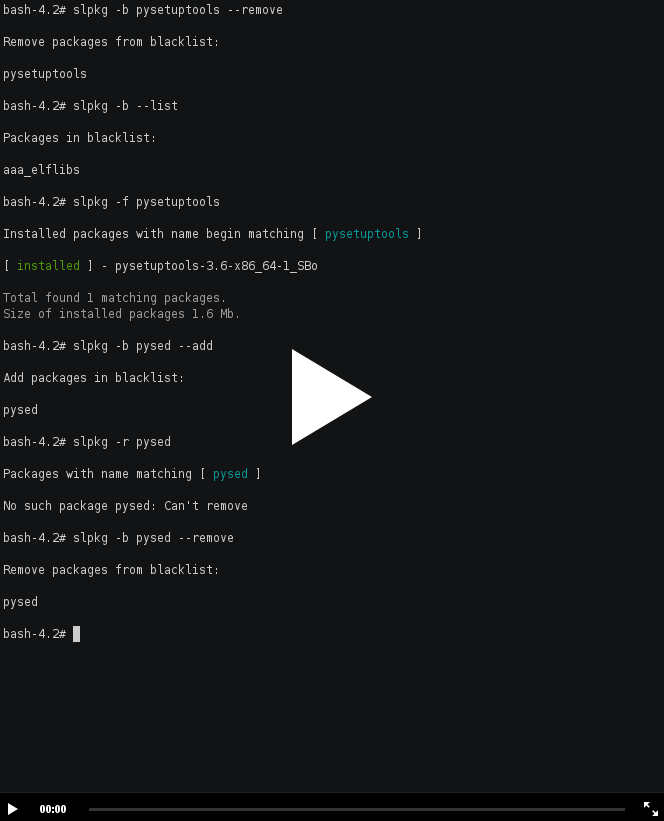 bash-4.2# slpkg -b pysetuptools --remove
Remove packages from blacklist:
pysetuptools
bash-4.2# slpkg -b --list
Packages in blacklist:
aaa_elflibs
bash-4.2# slpkg -f pysetuptools
Installed packages with name begin matching [ pysetuptools ]
[ installed ] - pysetuptools-3.6-x86_64-1_SBo
Total found 1 matching packages.
Size of installed packages 1.6 Mb.
bash-4.2# slpkg -b pysed --add
Add packages in blacklist:
pysed
bash-4.2# slpkg -r pysed
Packages with name matching [ pysed ]
No such package pysed: Can't remove
bash-4.2# slpkg -b pysed --remove
Remove packages from blacklist:
pysed
bash-4.2#
00:00